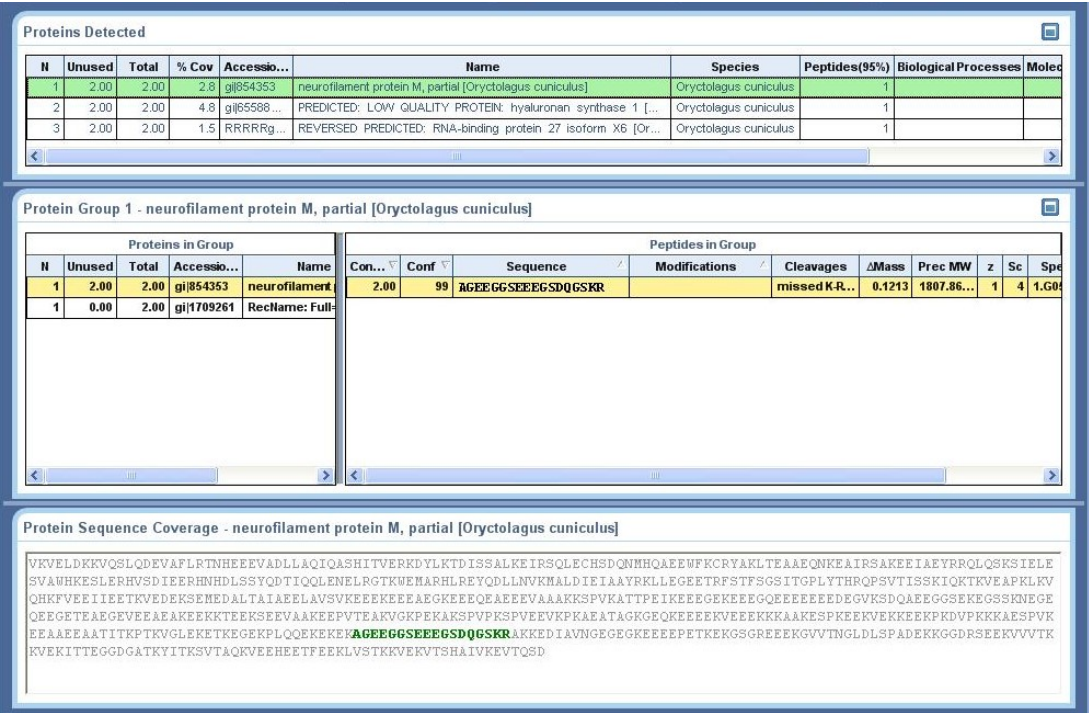 Proteins Detected
N Unused Total % Cov Accessio... Name Species Peptides(95%) Biological Processes Molec
1 2.00 2.00 2.8 gi|854353 neurofilament protein M, partial [Oryctolagus cuniculus] Oryctolagus cuniculus 1
2 2.00 2.00 4.8 gi|65588... PREDICTED: LOW QUALITY PROTEIN: hyaluronan synthase 1 [... Oryctolagus cuniculus 1
3 2.00 2.00 1.5 RRRRRg... REVERSED PREDICTED: RNA-binding protein 27 isoform X6 [Or... Oryctolagus cuniculus 1
Protein Group 1 - neurofilament protein M, partial [Oryctolagus cuniculus]
Proteins in Group
N Unused Total Accessio... Name
1 2.00 2.00 gi|854353 neurofilament
1 0.00 2.00 gi|1709261 RecName: Full=
Peptides in Group
Con... Conf Sequence Modifications Cleavages ΔMass Prec MW z Sc Spe
2.00 99 AGEEGGSEEEGSDQGSKR missed K-R... 0.1213 1807.86... 1 4 1.G05
Protein Sequence Coverage - neurofilament protein M, partial [Oryctolagus cuniculus]
VKVELDKKVQSLQDEVAFLRTNHEEEVADLLAQIQASHITVERKDYLKTDISSALKEIRSQLECHSDQNMHQAEEWFKCRYAKLTEAAEQNKEAIRSAKEEIAEYRRQLQSKSIELE
SVAWHKESLERHVSDIEERHNHDLSSYQDTIQQLENELRGTKWEMARHLREYQDLLNVKMALDIEIAAYRKLLEGEETRFSTFSGSITGPLYTHRQPSVTISSKIQKTKVEAPKLKV
QHKFVEEIIEETKVEDEKSEMEDALTAIAEELAVSVKEEEKEEEAEGKEEEQEAEEEVAAAKKSPVKATTPEIKEEEGEKEEEGQEEEEEEEDEGVKSDQAEEGGSEKEGSSKNEGE
QEEGETEAEGEVEEAEAKEEKKTEEKSEEVAAKEEPVTEAKVGKPEKAKSPVPKSPVEEVKPKAEATAGKGEQKEEEEKVEEEKKKAAKESPKEEKVEKKEEKPKDVPKKKAESPVK
EEAAEEAATITKPTKVGLEKETKEGEKPLQQEKEKEKAGEEGGSEEEGSDQGSKRAKKEDIAVNGEGEGKEEEEPETKEKGSGREEEKGVVTNGLDLSPADEKKGGDRSEEKVVVTK
KVEKITTEGGDGATKYITKSVTAQKVEEHEETFEEKLVSTKKVEKVTSHAIVKEVTQSD